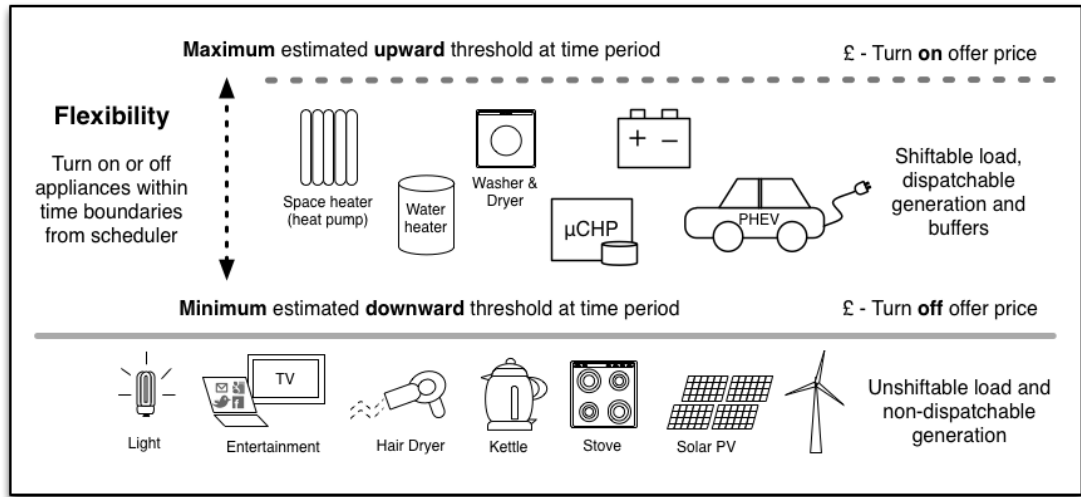 Maximum estimated upward threshold at time period
£ - Turn on offer price
Flexibility
Turn on or off
appliances within
time boundaries
from scheduler
Space heater
(heat pump)
Water
heater
Washer &
Dryer
+ −
µCHP
PHEV
Shiftable load,
dispatchable
generation and
buffers
Minimum estimated downward threshold at time period
£ - Turn off offer price
TV
Light
Entertainment
Hair Dryer
Kettle
Stove
Solar PV
Unshiftable load and
non-dispatchable
generation